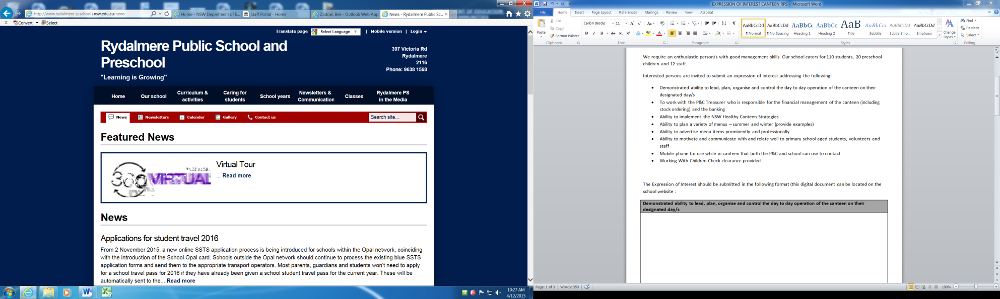 http://www.rydalmere-p.schools.nsw.edu.au/news
Home - NSW Department of E...
Staff Portal - Home
Zadow, Bek - Outlook Web App
News - Rydalmere Public Sc...
x Convert Select
Translate page Select Language | Mobile version | Login
Rydalmere Public School and
Preschool
"Learning is Growing"
397 Victoria Rd
Rydalmere
2116
Phone: 9638 1568
Home Our school Curriculum & activities Caring for students School years Newsletters & Communication Classes Rydalmere PS in the Media
News Newsletters Calendar Gallery Contact us Search site...
Featured News
360 VIRTUAL
Virtual Tour
... Read more
News
Applications for student travel 2016
From 2 November 2015, a new online SSTS application process is being introduced for schools within the Opal network, coinciding
with the introduction of the School Opal card. Schools outside the Opal network should continue to process the existing blue SSTS
application forms and send them to the appropriate transport operators. Most parents, guardians and students won't need to apply
for a school travel pass for 2016 if they have already been given a school student travel pass for the current year. These will be
automatically sent to the... Read more
10:27 AM
4/12/2015
EXPRESSION OF INTEREST CANTEEN RPS - Microsoft Word
File Home Insert Page Layout References Mailings Review View Acrobat
Paste
Cut
Copy
Format Painter
Clipboard
Calibri (Body) 11
Font
Paragraph
AaBbCcDd AaBbCcDd AaBbCc AaBbCc AaB AaBbCcI AaBbCcDd AaBbCcDd
¶ Normal ¶ No Spacing Heading 1 Heading 2 Title Subtitle Subtle Emp... Emphasis
Change Styles
Styles
Find
Replace
Select
Editing
We require an enthusiastic person/s with good management skills. Our school caters for 110 students, 20 preschool
children and 12 staff.
Interested persons are invited to submit an expression of interest addressing the following:
• Demonstrated ability to lead, plan, organise and control the day to day operation of the canteen on their
designated day/s
• To work with the P&C Treasurer who is responsible for the financial management of the canteen (including
stock ordering) and the banking
• Ability to implement the NSW Healthy Canteen Strategies
• Ability to plan a variety of menus – summer and winter (provide examples)
• Ability to advertise menu items prominently and professionally
• Ability to motivate and communicate with and relate well to primary school aged students, volunteers and
staff
• Mobile phone for use while in canteen that both the P&C and school can use to contact
• Working With Children Check clearance provided
The Expression of Interest should be submitted in the following format (this digital document can be located on the
school website :
Demonstrated ability to lead, plan, organise and control the day to day operation of the canteen on their
designated day/s
Page: 1 of 3 Words: 350 100%